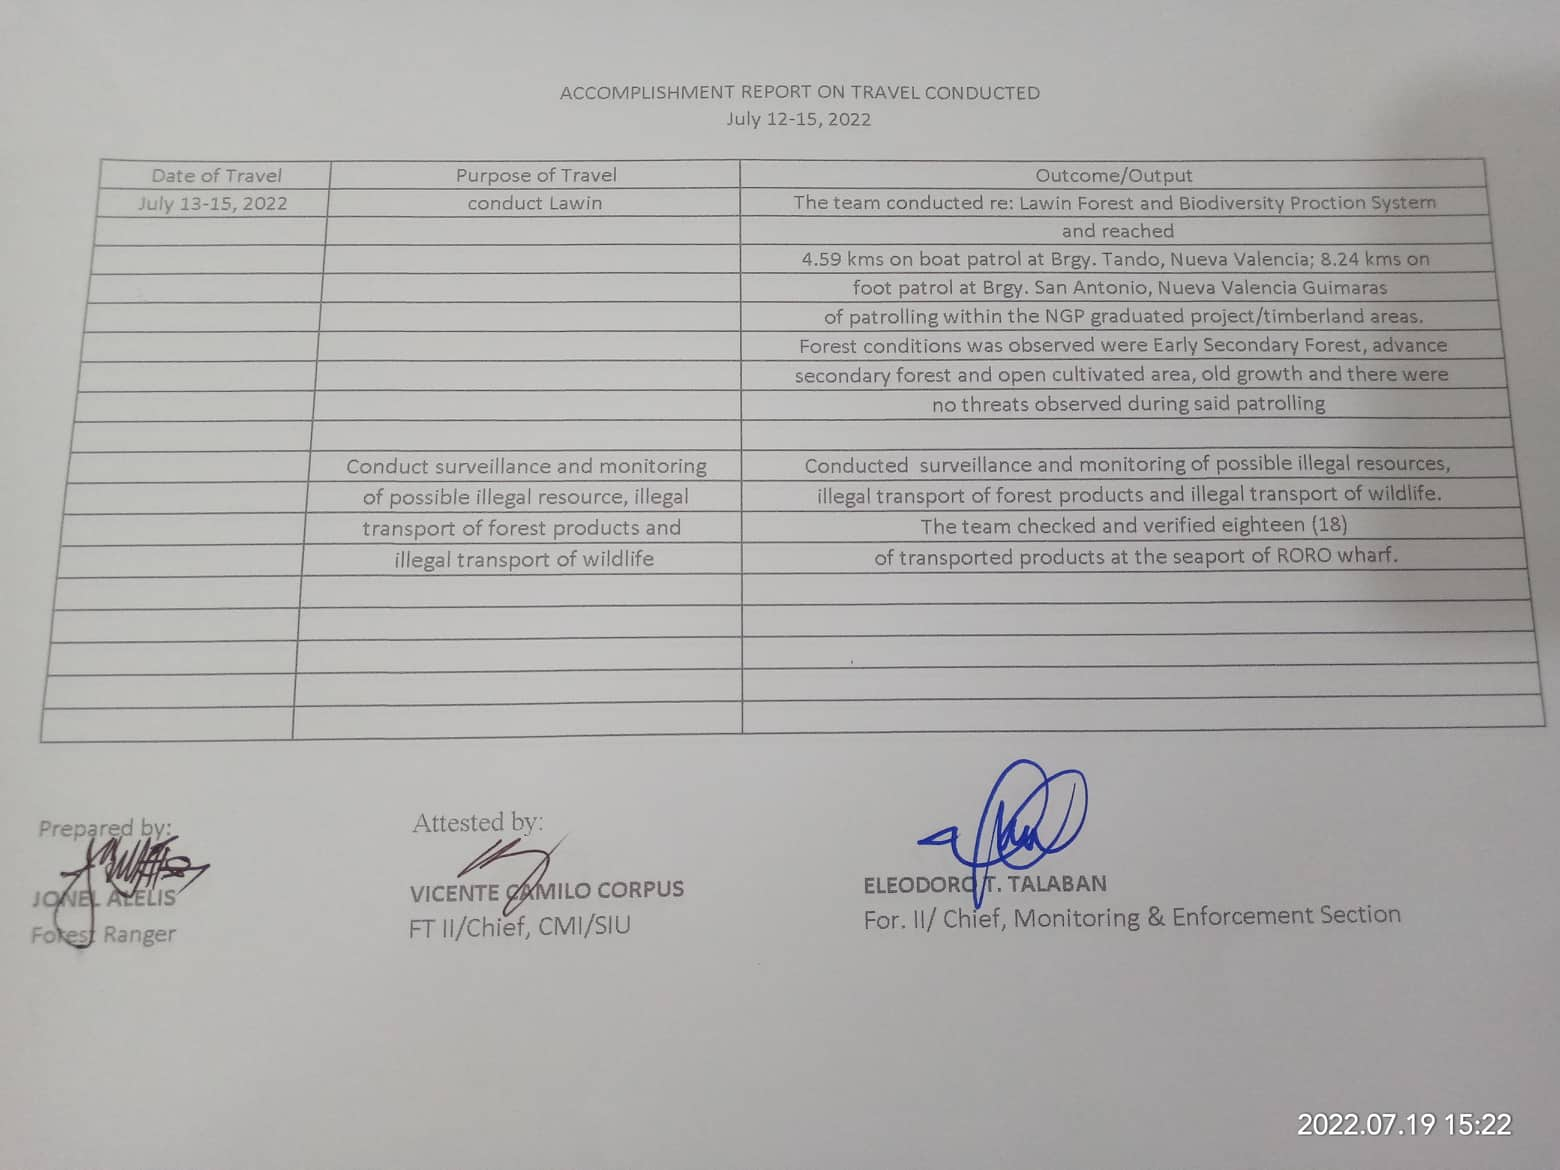 ACCOMPLISHMENT REPORT ON TRAVEL CONDUCTED
July 12-15, 2022
Date of Travel Purpose of Travel Outcome/Output
July 13-15, 2022 conduct Lawin The team conducted re: Lawin Forest and Biodiversity Proction System
and reached
4.59 kms on boat patrol at Brgy. Tando, Nueva Valencia; 8.24 kms on
foot patrol at Brgy. San Antonio, Nueva Valencia Guimaras
of patrolling within the NGP graduated project/timberland areas.
Forest conditions was observed were Early Secondary Forest, advance
secondary forest and open cultivated area, old growth and there were
no threats observed during said patrolling
Conduct surveillance and monitoring Conducted surveillance and monitoring of possible illegal resources,
of possible illegal resource, illegal illegal transport of forest products and illegal transport of wildlife.
transport of forest products and The team checked and verified eighteen (18)
illegal transport of wildlife of transported products at the seaport of RORO wharf.
Prepared by: Attested by:
JONEL ALELIS VICENTE CAMILO CORPUS ELEODORO T. TALABAN
Forest Ranger FT II/Chief, CMI/SIU For. II/ Chief, Monitoring & Enforcement Section
2022.07.19 15:22